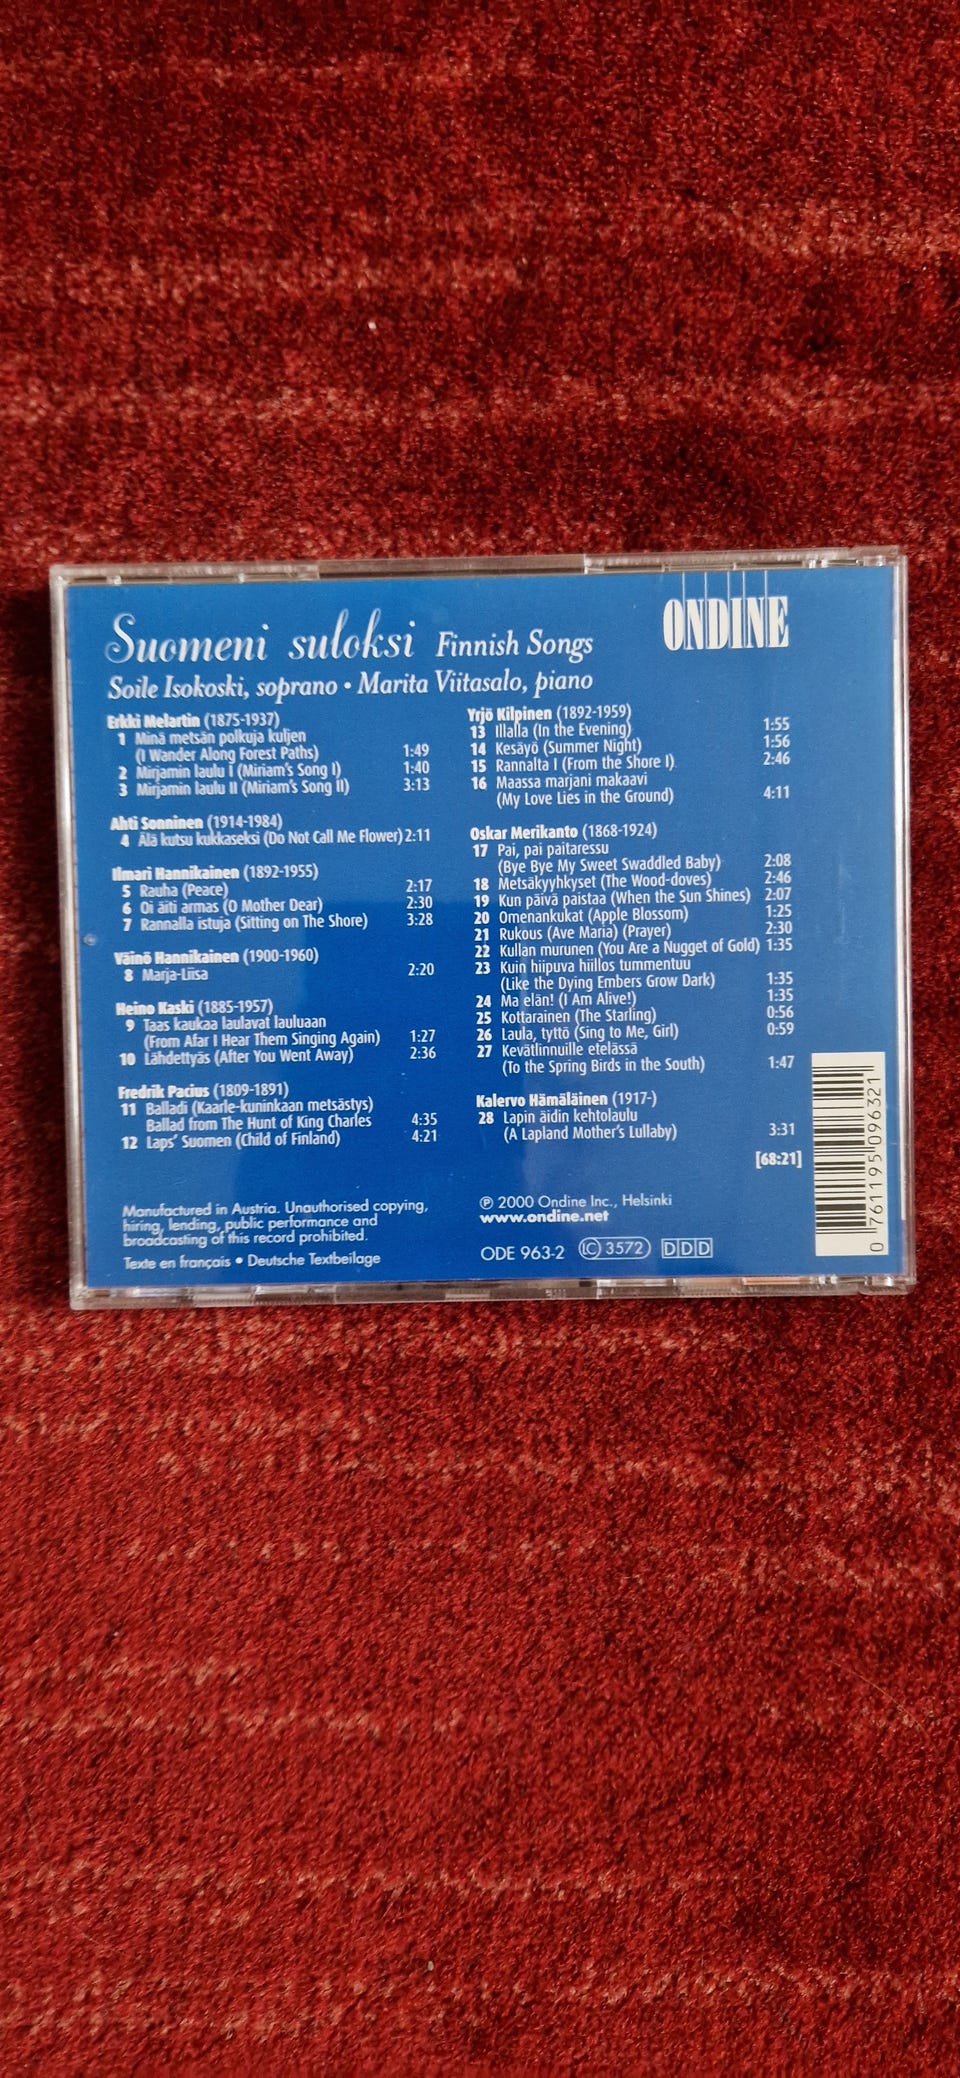 Suomeni suloksi Finnish Songs
ONDINE
Soile Isokoski, soprano • Marita Viitasalo, piano
Erkki Melartin (1875-1937)
1 Minä metsän polkuja kuljen
(I Wander Along Forest Paths) 1:49
2 Mirjamin laulu I (Miriam's Song I) 1:40
3 Mirjamin laulu II (Miriam's Song II) 3:13
Ahti Sonninen (1914-1984)
4 Älä kutsu kukkaseksi (Do Not Call Me Flower) 2:11
Ilmari Hannikainen (1892-1955)
5 Rauha (Peace) 2:17
6 Oi äiti armas (O Mother Dear) 2:30
7 Rannalla istuja (Sitting on The Shore) 3:28
Väinö Hannikainen (1900-1960)
8 Marja-Liisa 2:20
Heino Kaski (1885-1957)
9 Taas kaukaa laulavat lauluaan
(From Afar I Hear Them Singing Again) 1:27
10 Lähdettyäs (After You Went Away) 2:36
Fredrik Pacius (1809-1891)
11 Balladi (Kaarle-kuninkaan metsästys)
Ballad from The Hunt of King Charles 4:35
12 Laps' Suomen (Child of Finland) 4:21
Yrjö Kilpinen (1892-1959)
13 Illalla (In the Evening) 1:55
14 Kesäyö (Summer Night) 1:56
15 Rannalta I (From the Shore I) 2:46
16 Maassa marjani makaavi
(My Love Lies in the Ground) 4:11
Oskar Merikanto (1868-1924)
17 Pai, pai paitaressu
(Bye Bye My Sweet Swaddled Baby) 2:08
18 Metsäkyyhkyset (The Wood-doves) 2:46
19 Kun päivä paistaa (When the Sun Shines) 2:07
20 Omenankukat (Apple Blossom) 1:25
21 Rukous (Ave Maria) (Prayer) 2:30
22 Kullan murunen (You Are a Nugget of Gold) 1:35
23 Kuin hiipuva hiillos tummentuu
(Like the Dying Embers Grow Dark) 1:35
24 Ma elän! (I Am Alive!) 1:35
25 Kottarainen (The Starling) 0:56
26 Laula, tyttö (Sing to Me, Girl) 0:59
27 Kevätlinnuille etelässä
(To the Spring Birds in the South) 1:47
Kalervo Hämäläinen (1917-)
28 Lapin äidin kehtolaulu
(A Lapland Mother's Lullaby) 3:31
[68:21]
Manufactured in Austria. Unauthorised copying,
hiring, lending, public performance and
broadcasting of this record prohibited.
Texte en français • Deutsche Textbeilage
℗ 2000 Ondine Inc., Helsinki
www.ondine.net
ODE 963-2 LC 3572 DDD
0 761195 096321